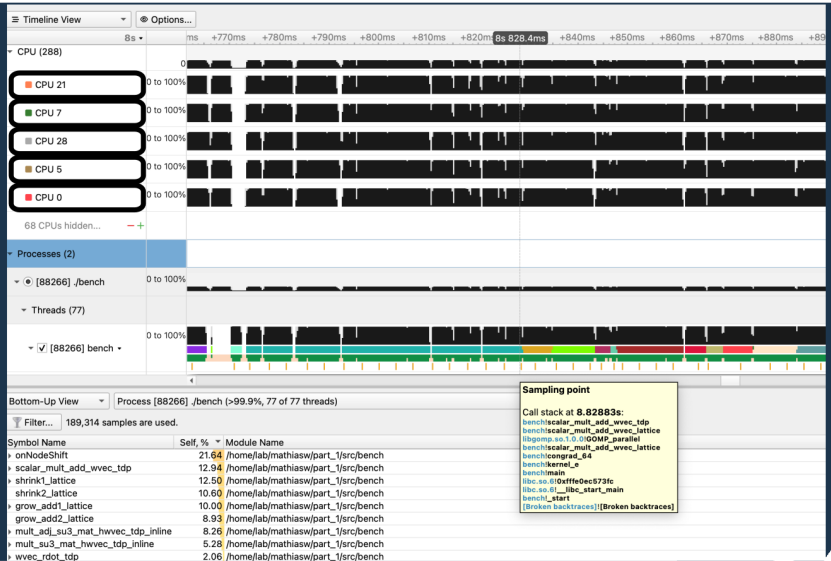 Timeline View Options...
8s ms +770ms +780ms +790ms +800ms +810ms +820m 8s 828.4ms +840ms +850ms +860ms +870ms +880ms +89
CPU (288)
0
CPU 21 0 to 100%
CPU 7 0 to 100%
CPU 28 0 to 100%
CPU 5 0 to 100%
CPU 0 0 to 100%
68 CPUs hidden...
Processes (2)
[88266] ./bench 0 to 100%
Threads (77)
[88266] bench 0 to 100%
Sampling point
Call stack at 8.82883s:
bench!scalar_mult_add_wvec_tdp
bench!scalar_mult_add_wvec_lattice
libgomp.so.1.0.0!GOMP_parallel
bench!scalar_mult_add_wvec_lattice
bench!congrad_64
bench!kernel_e
bench!main
libc.so.6!0xfffe0ec573fc
libc.so.6!__libc_start_main
bench!_start
[Broken backtraces]![Broken backtraces]
Bottom-Up View Process [88266] ./bench (>99.9%, 77 of 77 threads)
Filter... 189,314 samples are used.
Symbol Name Self, % Module Name
onNodeShift 21.64 /home/lab/mathiasw/part_1/src/bench
scalar_mult_add_wvec_tdp 12.94 /home/lab/mathiasw/part_1/src/bench
shrink1_lattice 12.50 /home/lab/mathiasw/part_1/src/bench
shrink2_lattice 10.60 /home/lab/mathiasw/part_1/src/bench
grow_add1_lattice 10.00 /home/lab/mathiasw/part_1/src/bench
grow_add2_lattice 8.93 /home/lab/mathiasw/part_1/src/bench
mult_adj_su3_mat_hwvec_tdp_inline 8.26 /home/lab/mathiasw/part_1/src/bench
mult_su3_mat_hwvec_tdp_inline 5.28 /home/lab/mathiasw/part_1/src/bench
wvec_rdot_tdp 2.06 /home/lab/mathiasw/part_1/src/bench